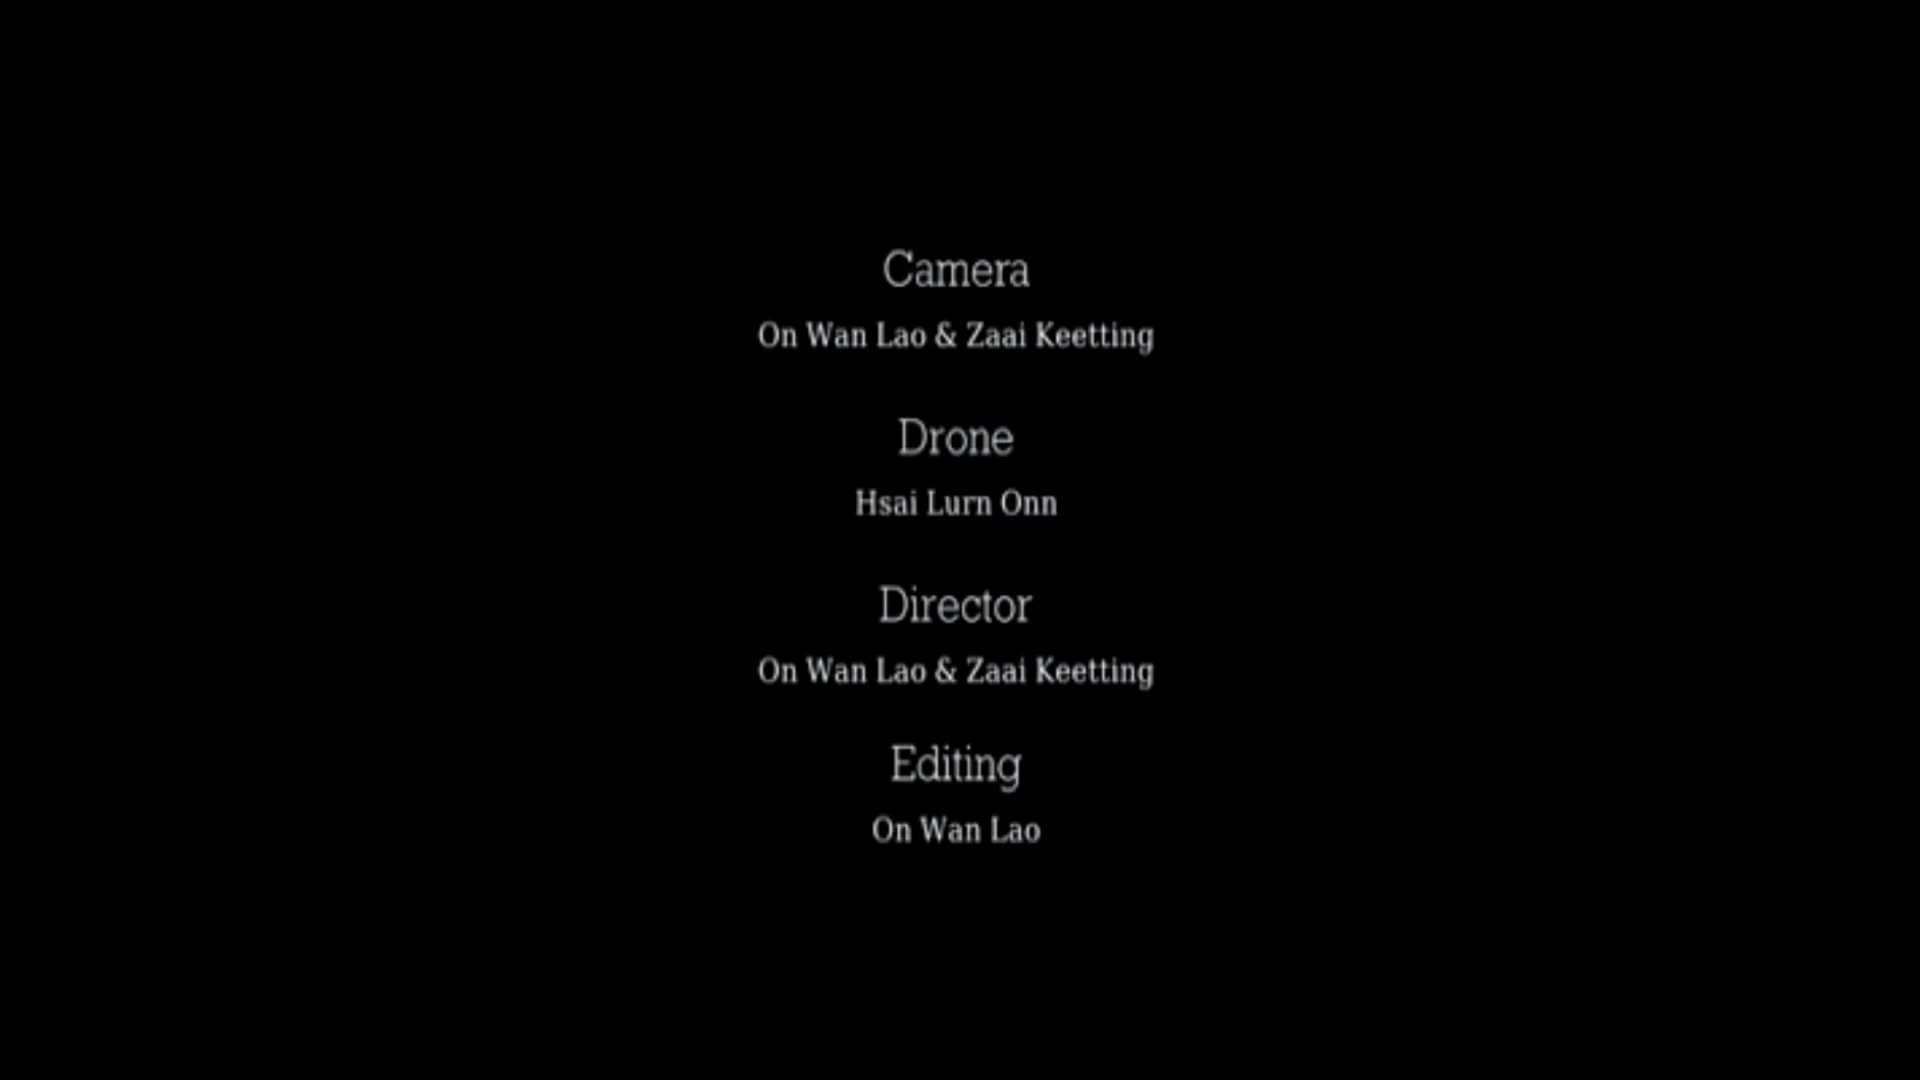 Camera
On Wan Lao & Zaai Keetting
Drone
Hsai Lurn Onn
Director
On Wan Lao & Zaai Keetting
Editing
On Wan Lao